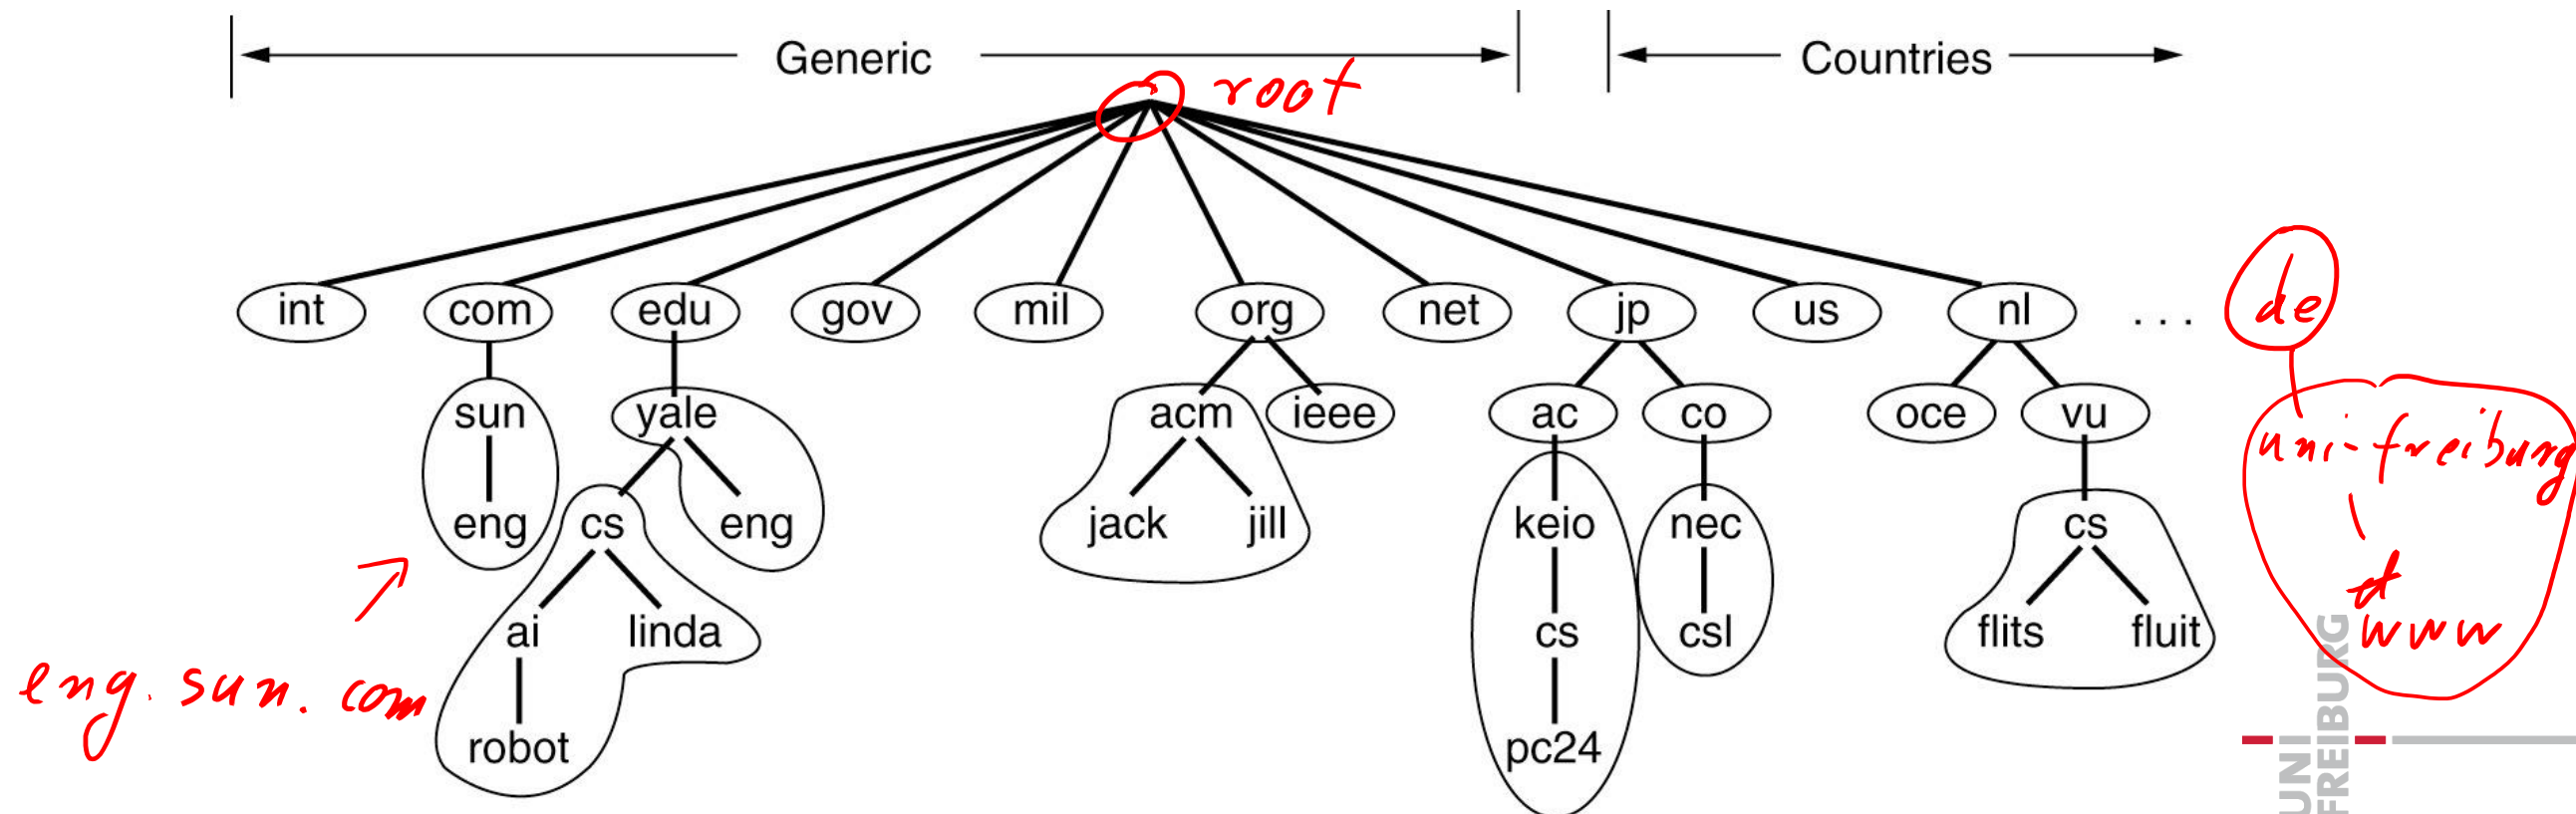 Generic Countries
root
int com edu gov mil org net jp us nl ... de
sun yale acm ieee ac co oce vu uni-freiburg
eng cs eng jack jill keio nec cs
ai linda cs csl flits fluit www
eng.sun.com
robot pc24
UNI
FREIBURG